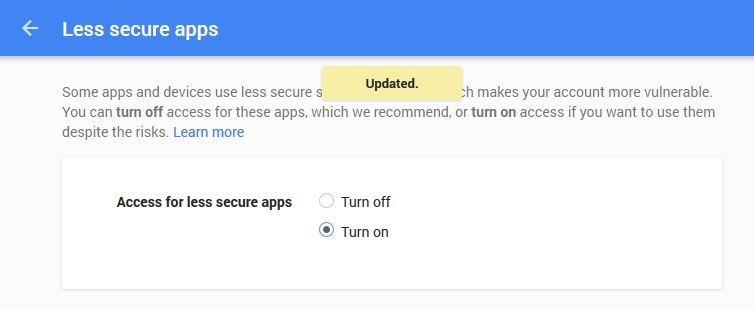 Less secure apps
Updated.
Some apps and devices use less secure s ch makes your account more vulnerable.
You can turn off access for these apps, which we recommend, or turn on access if you want to use them
despite the risks. Learn more
Access for less secure apps
Turn off
Turn on